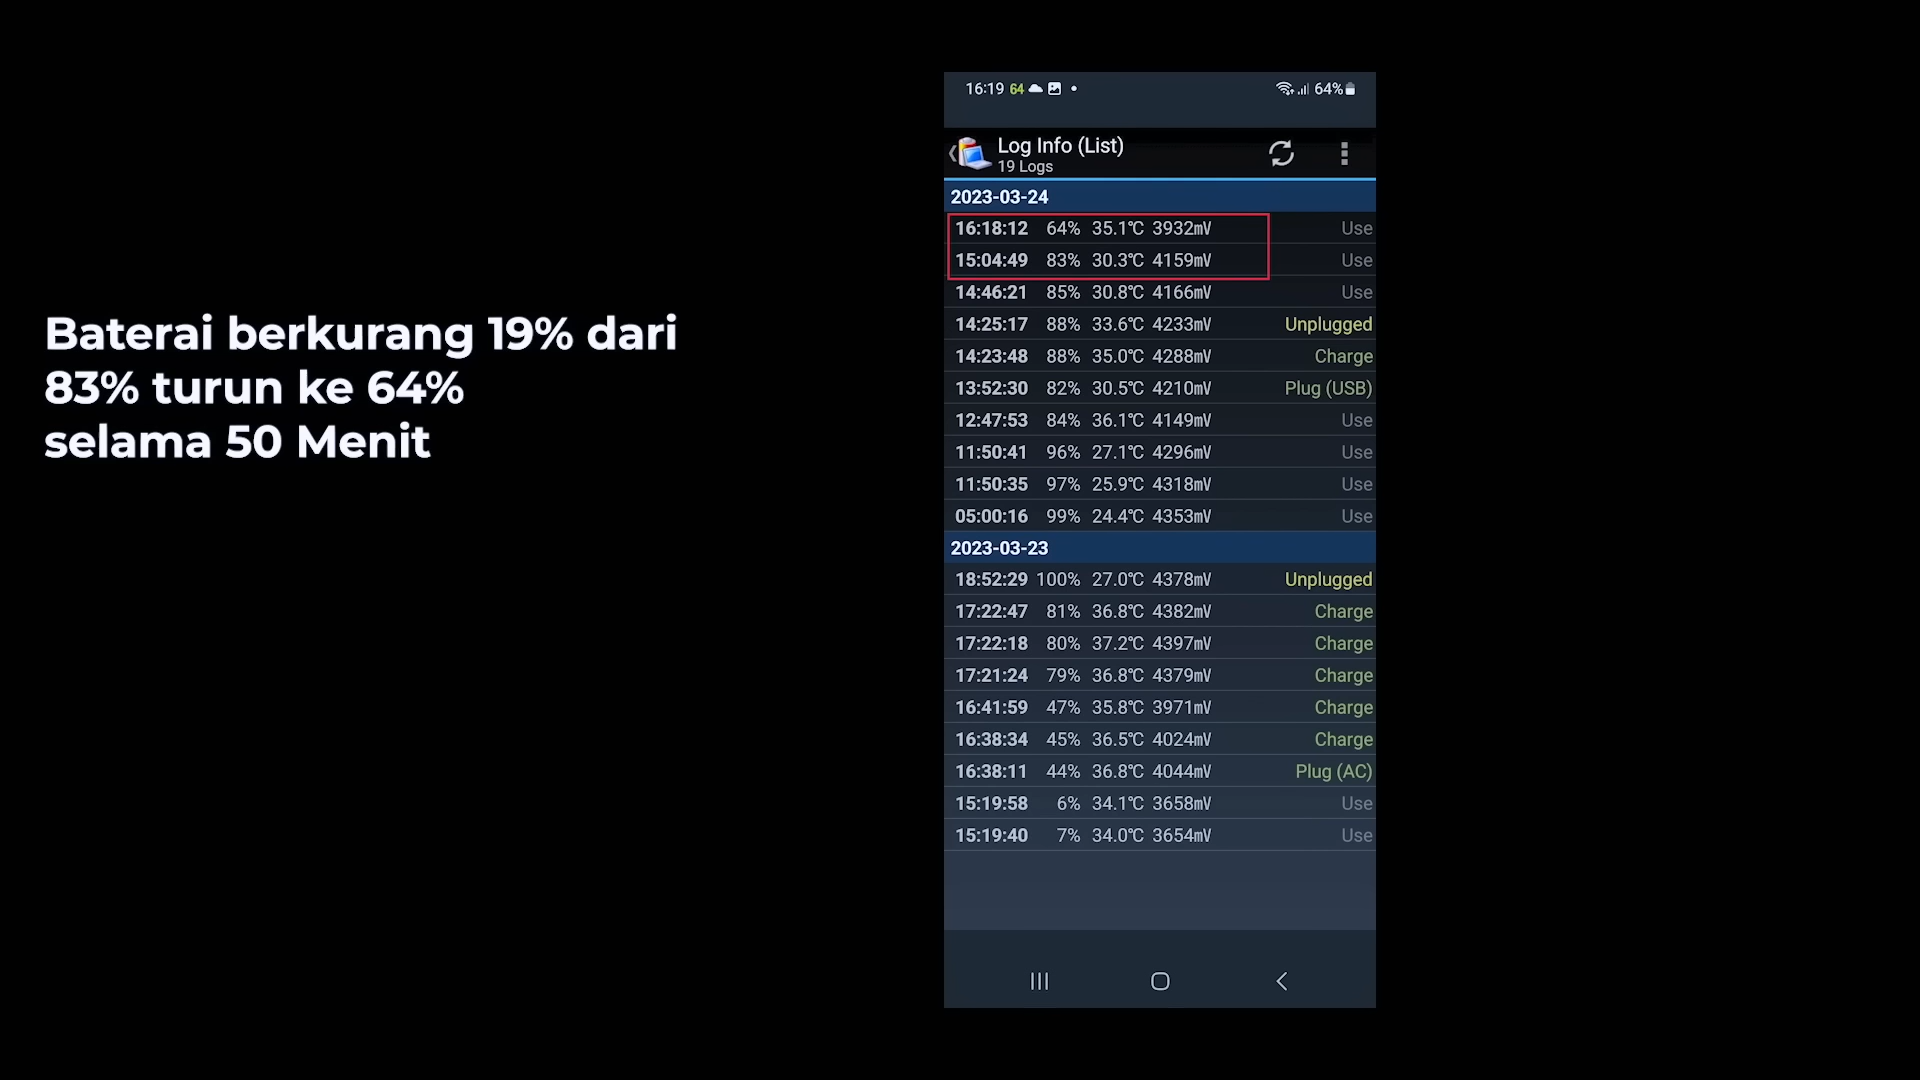 Baterai berkurang 19% dari
83% turun ke 64%
selama 50 Menit
16:19 64 64%
Log Info (List)
19 Logs
2023-03-24
16:18:12 64% 35.1℃ 3932mV Use
15:04:49 83% 30.3℃ 4159mV Use
14:46:21 85% 30.8℃ 4166mV Use
14:25:17 88% 33.6℃ 4233mV Unplugged
14:23:48 88% 35.0℃ 4288mV Charge
13:52:30 82% 30.5℃ 4210mV Plug (USB)
12:47:53 84% 36.1℃ 4149mV Use
11:50:41 96% 27.1℃ 4296mV Use
11:50:35 97% 25.9℃ 4318mV Use
05:00:16 99% 24.4℃ 4353mV Use
2023-03-23
18:52:29 100% 27.0℃ 4378mV Unplugged
17:22:47 81% 36.8℃ 4382mV Charge
17:22:18 80% 37.2℃ 4397mV Charge
17:21:24 79% 36.8℃ 4379mV Charge
16:41:59 47% 35.8℃ 3971mV Charge
16:38:34 45% 36.5℃ 4024mV Charge
16:38:11 44% 36.8℃ 4044mV Plug (AC)
15:19:58 6% 34.1℃ 3658mV Use
15:19:40 7% 34.0℃ 3654mV Use